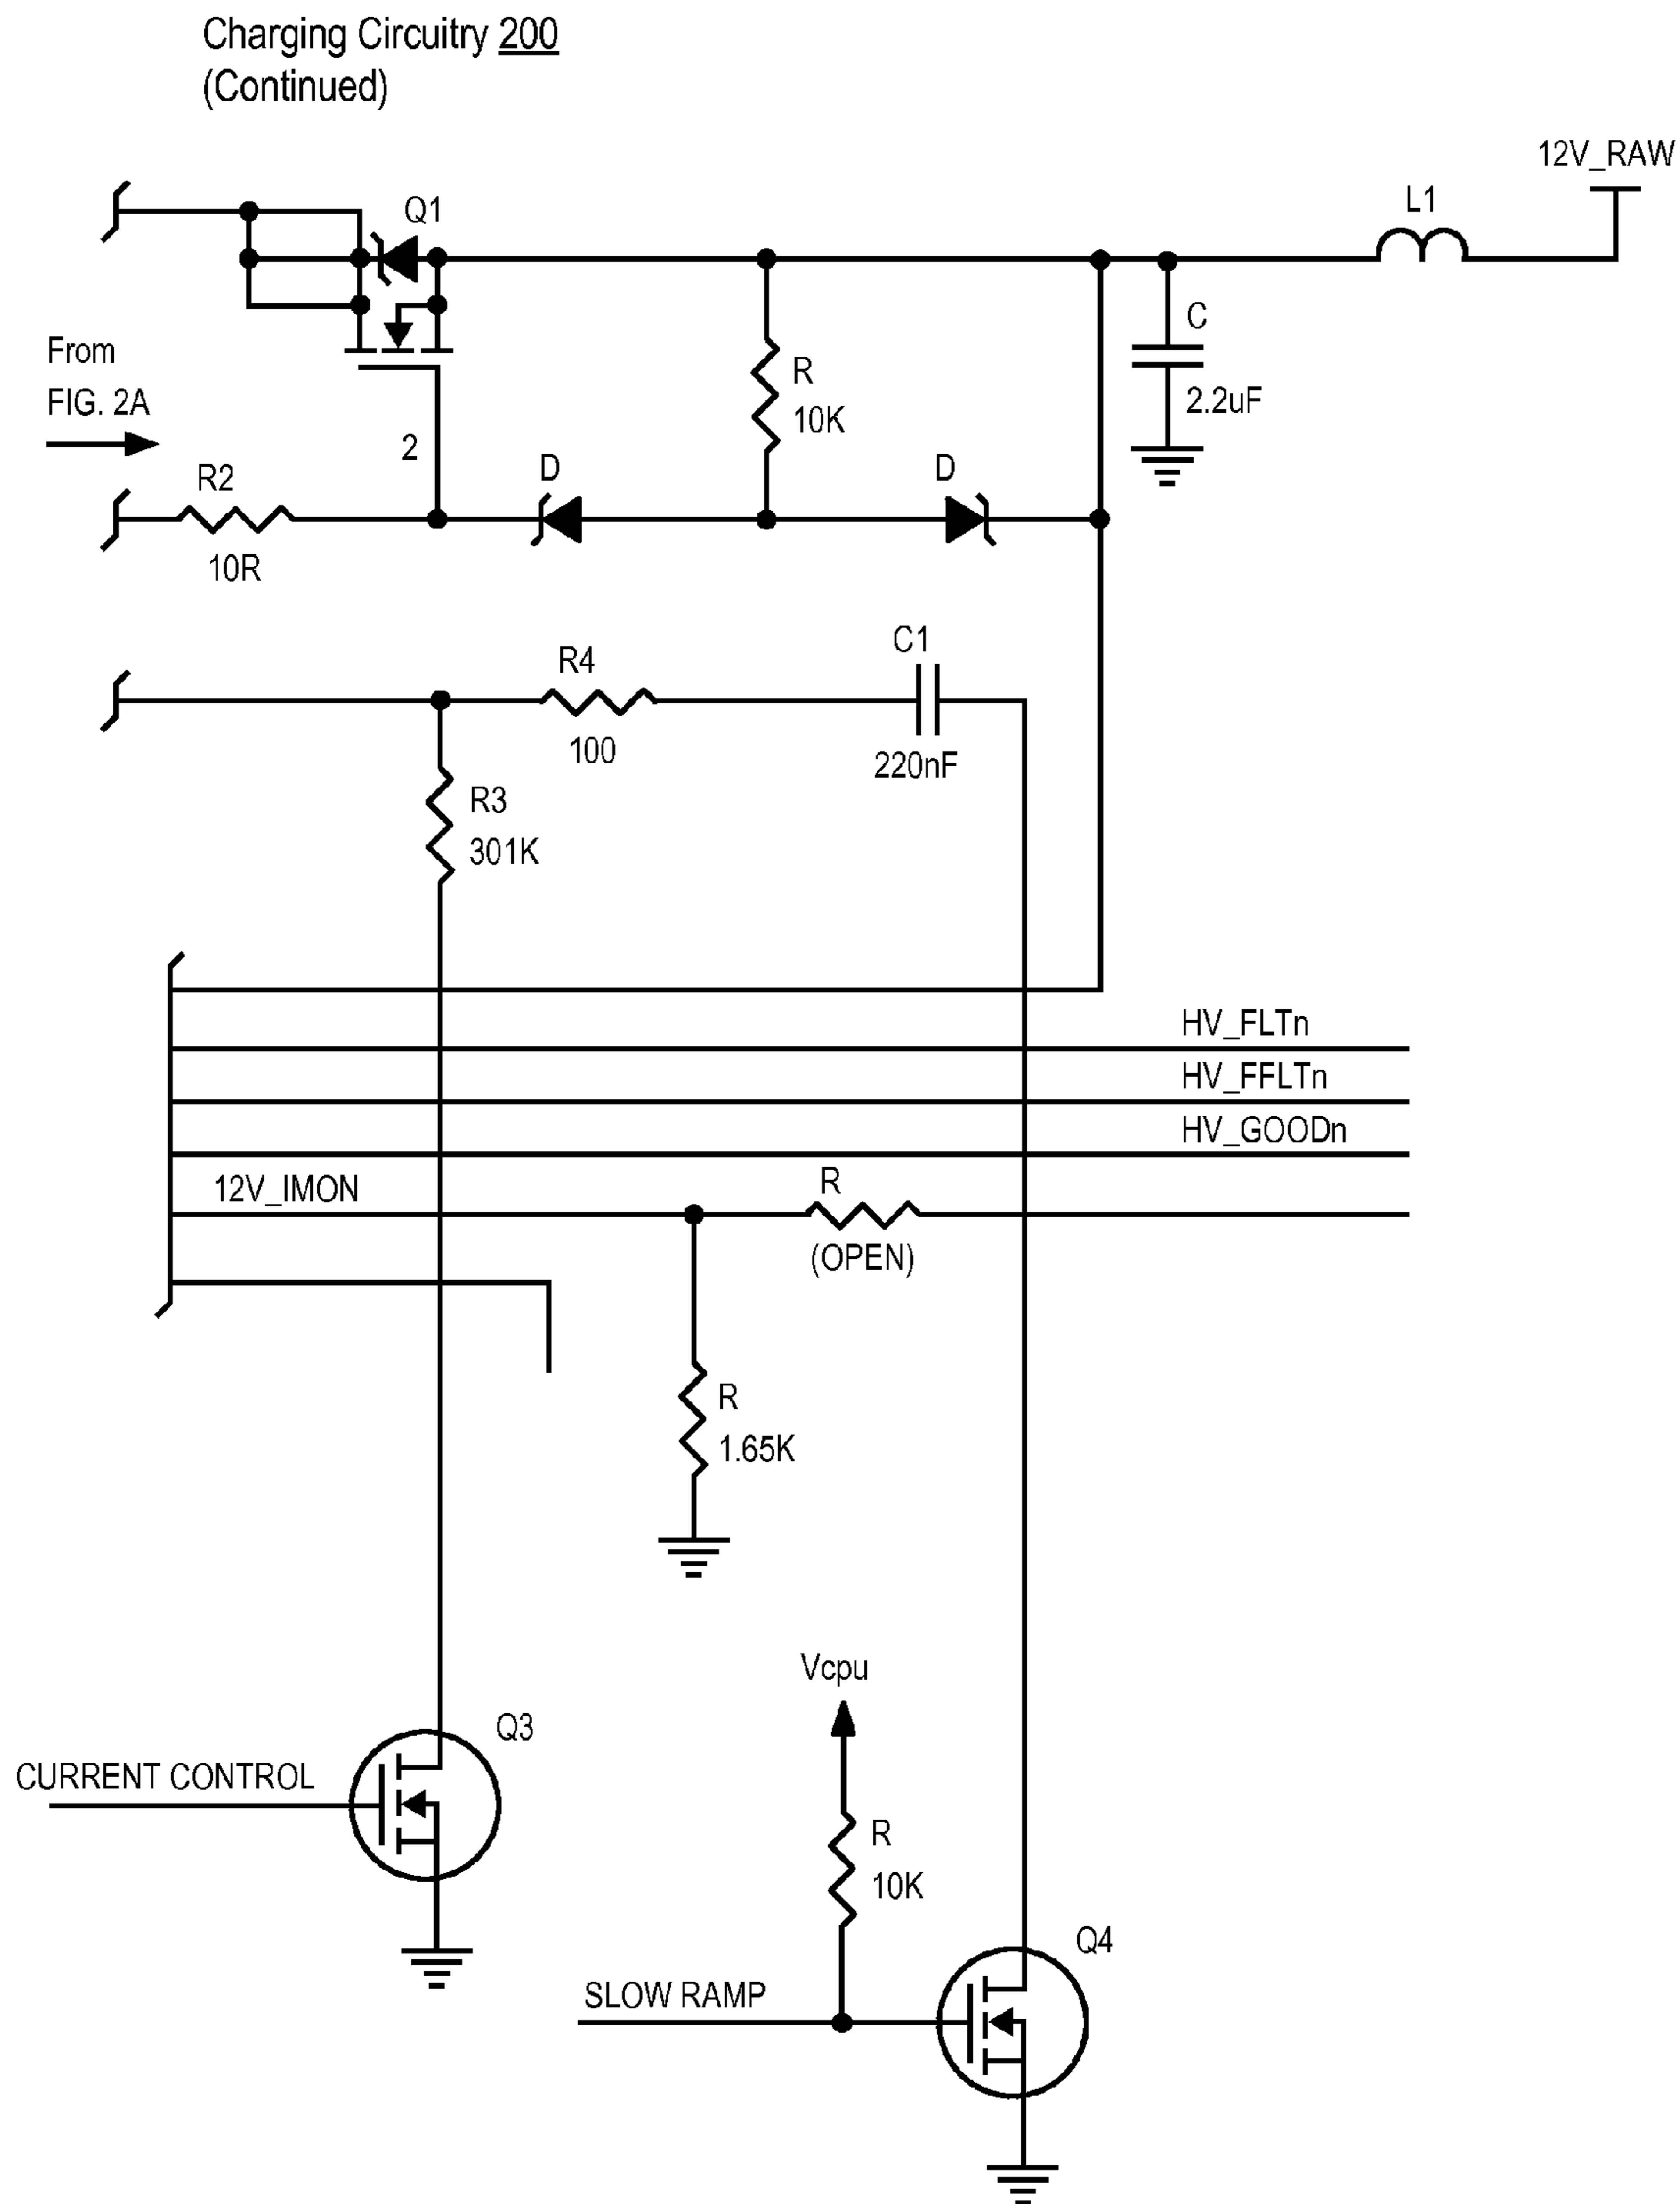 Charging Circuitry 200
(Continued)
12V_RAW
L1
Q1
C
2.2uF
From
FIG. 2A
R
10K
2
R2
10R
D
D
R4
100
C1
220nF
R3
301K
HV_FLTn
HV_FFLTn
HV_GOODn
12V_IMON
R
(OPEN)
R
1.65K
Vcpu
Q3
CURRENT CONTROL
R
10K
Q4
SLOW RAMP